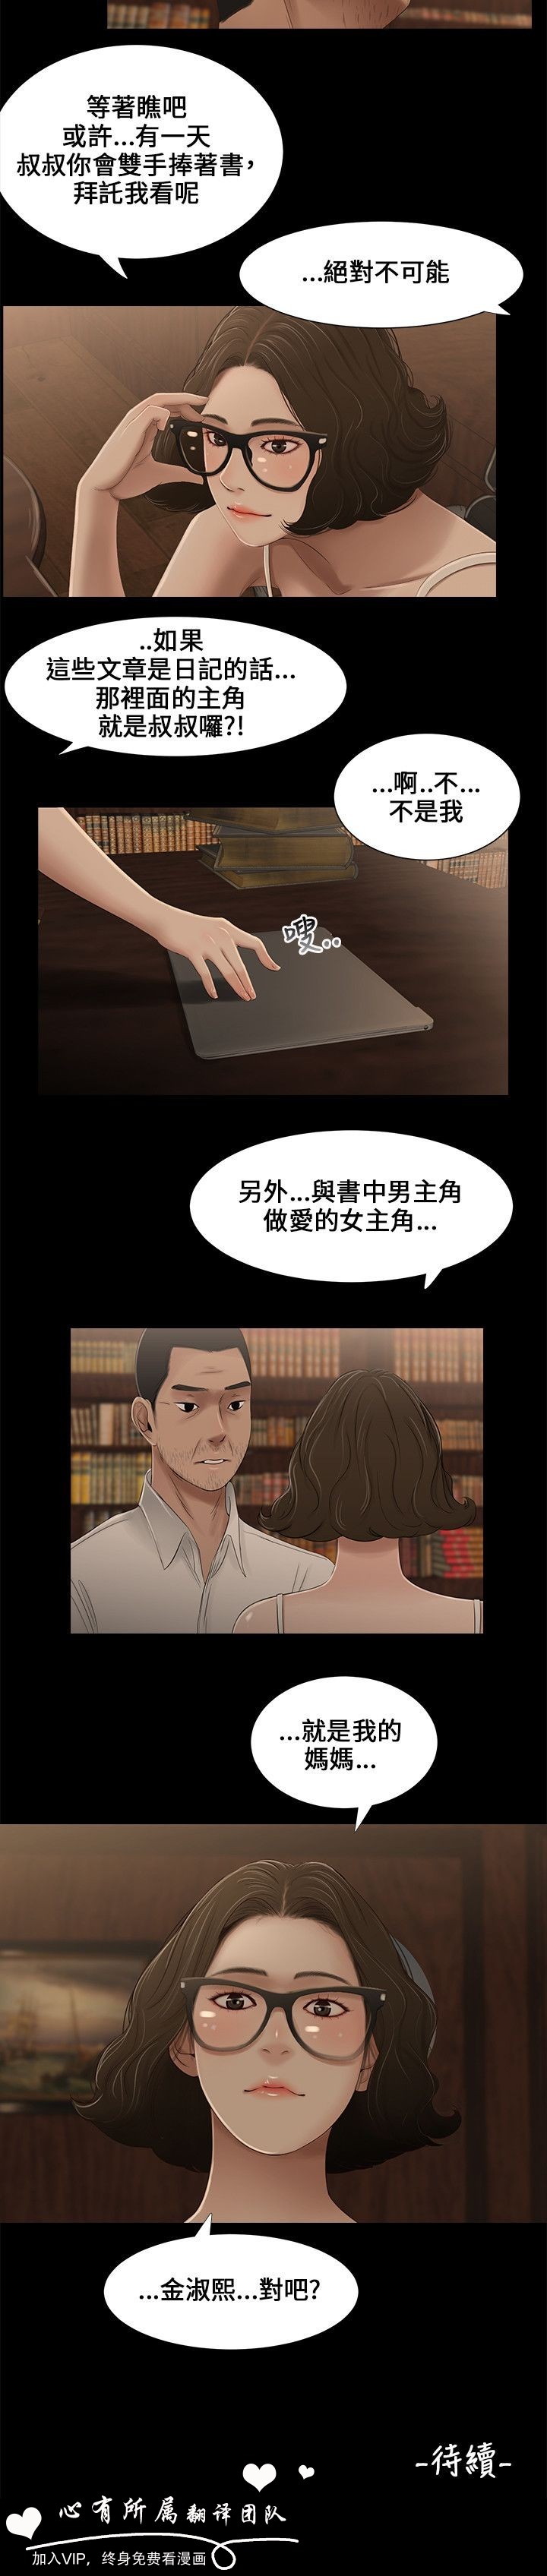 等著瞧吧
或許...有一天
叔叔你會雙手捧著書，
拜託我看呢
...絕對不可能
..如果
這些文章是日記的話...
那裡面的主角
就是叔叔囉?!
...啊..不...
不是我
嗖..
另外...與書中男主角
做愛的女主角...
...就是我的
媽媽...
...金淑熙...對吧?
-待續-
心有所属翻译团队
加入VIP，终身免费看漫画